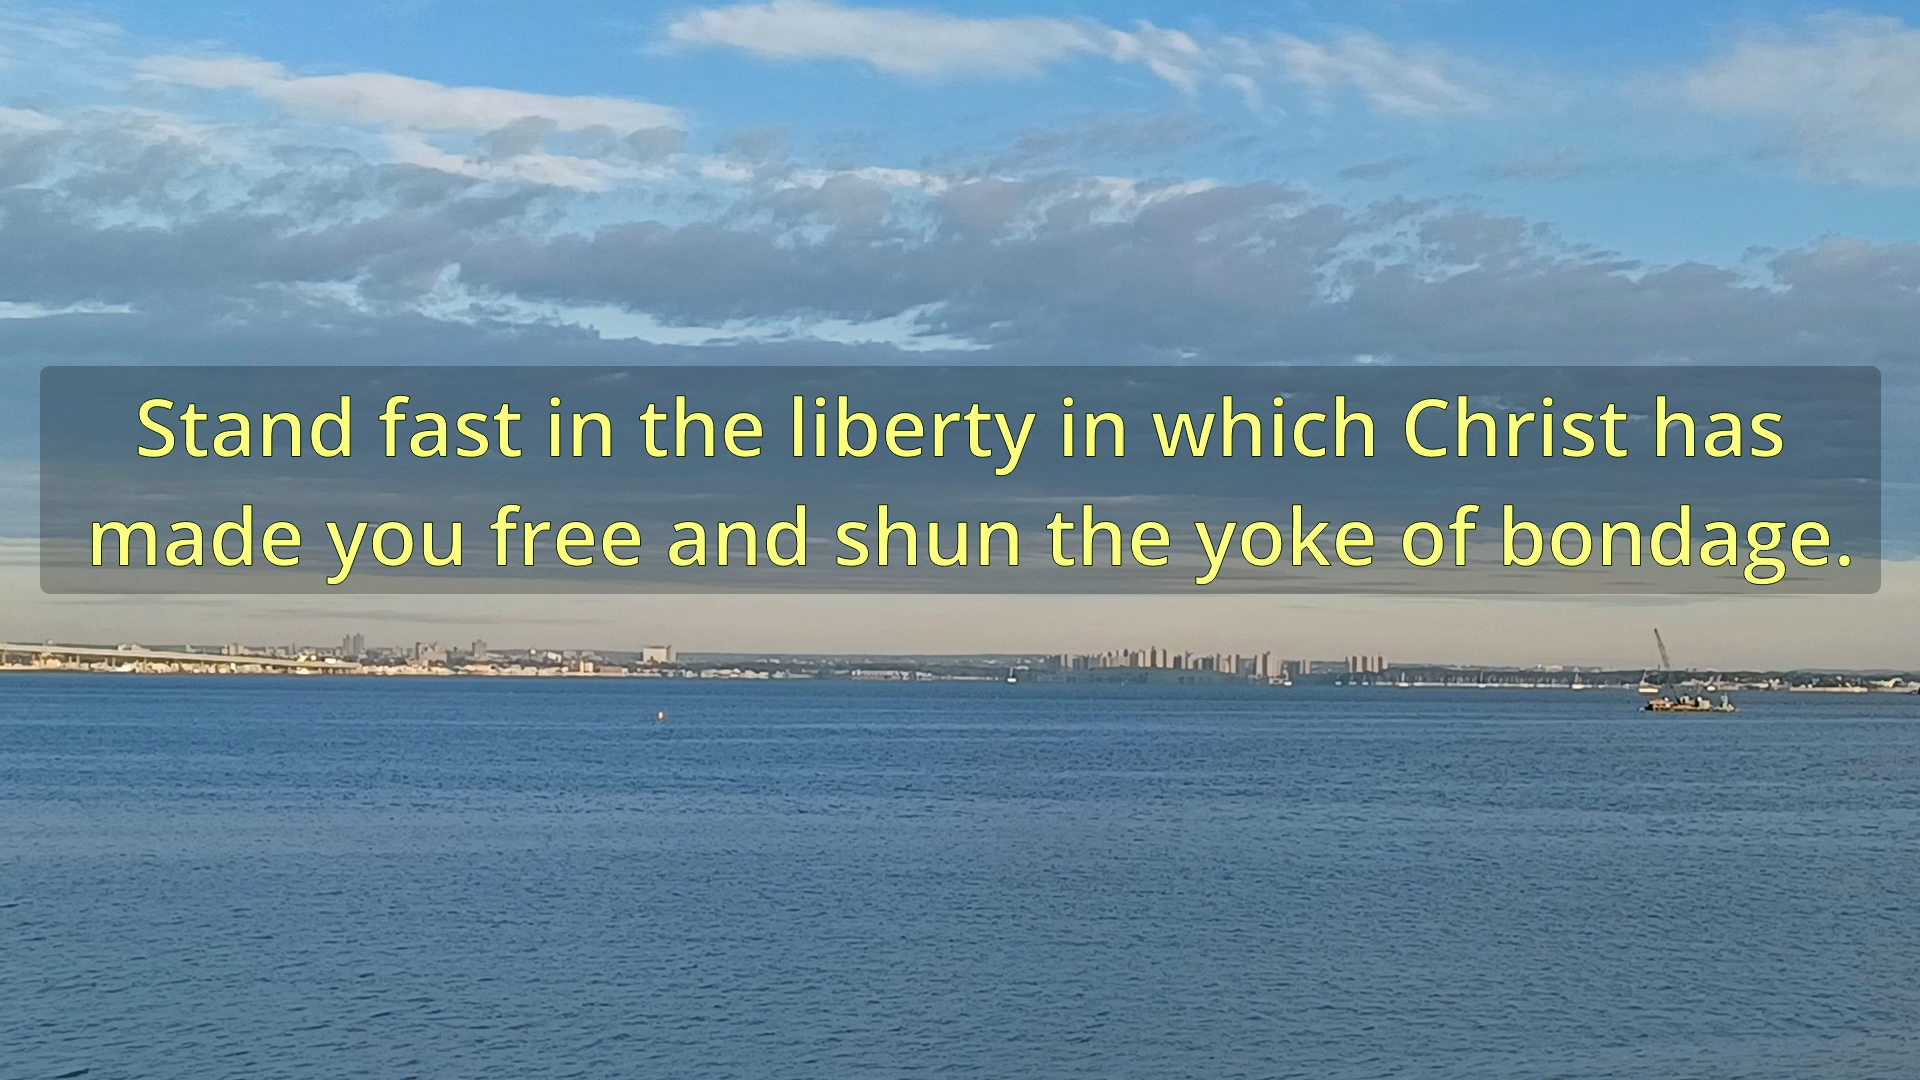 Stand fast in the liberty in which Christ has
made you free and shun the yoke of bondage.